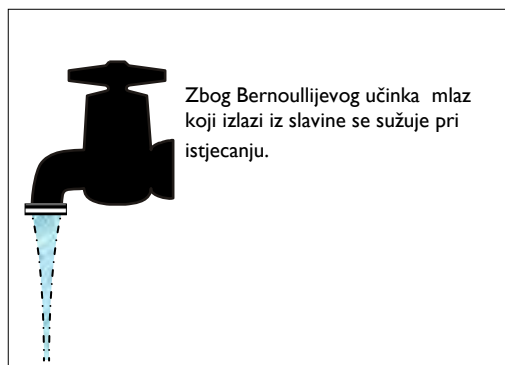 Zbog Bernoullijevog učinka mlaz
koji izlazi iz slavine se sužuje pri
istjecanju.